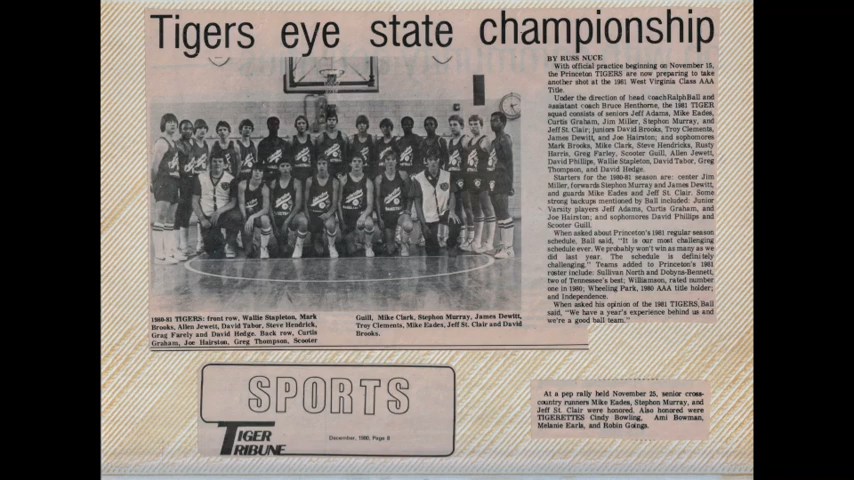 Tigers eye state championship
BY RUSS NUCE
With official practice beginning on November 15,
the Princeton TIGERS are now preparing to take
another shot at the 1981 West Virginia Class AAA
Title.
Under the direction of head coachRalphBall and
assistant coach Bruce Henthorne, the 1981 TIGER
squad consists of seniors Jeff Adams, Mike Eades,
Curtis Graham, Jim Miller, Stephon Murray, and
Jeff St. Clair; juniors David Brooks, Troy Clements,
James Dewitt, and Joe Hairston; and sophomores
Mark Brooks, Mike Clark, Steve Hendricks, Rusty
Harris, Greg Farley, Scooter Guill, Allen Jewett,
David Phillips, Wallie Stapleton, David Tabor, Greg
Thompson, and David Hedge.
Starters for the 1980-81 season are: center Jim
Miller, forwards Stephon Murray and James Dewitt,
and guards Mike Eades and Jeff St. Clair. Some
strong backups mentioned by Ball included: Junior
Varsity players Jeff Adams, Curtis Graham, and
Joe Hairston; and sophomores David Phillips and
Scooter Guill.
When asked about Princeton's 1981 regular season
schedule, Ball said, "It is our most challenging
schedule ever. We probably won't win as many as we
did last year. The schedule is definitely
challenging." Teams added to Princeton's 1981
roster include: Sullivan North and Dobyns-Bennett,
two of Tennessee's best; Williamson, rated number
one in 1980; Wheeling Park, 1980 AAA title holder;
and Independence.
When asked his opinion of the 1981 TIGERS, Ball
said, "We have a year's experience behind us and
we're a good ball team."
1980-81 TIGERS: front row, Wallie Stapleton, Mark
Brooks, Allen Jewett, David Tabor, Steve Hendrick,
Grag Farely and David Hedge. Back row, Curtis
Graham, Joe Hairston, Greg Thompson, Scooter
Guill, Mike Clark, Stephon Murray, James Dewitt,
Troy Clements, Mike Eades, Jeff St. Clair and David
Brooks.
SPORTS
TIGER
TRIBUNE
December, 1980, Page 8
At a pep rally held November 25, senior cross-
country runners Mike Eades, Stephon Murray, and
Jeff St. Clair were honored. Also honored were
TIGERETTES Cindy Bowling, Ami Bowman,
Melanie Earls, and Robin Goings.